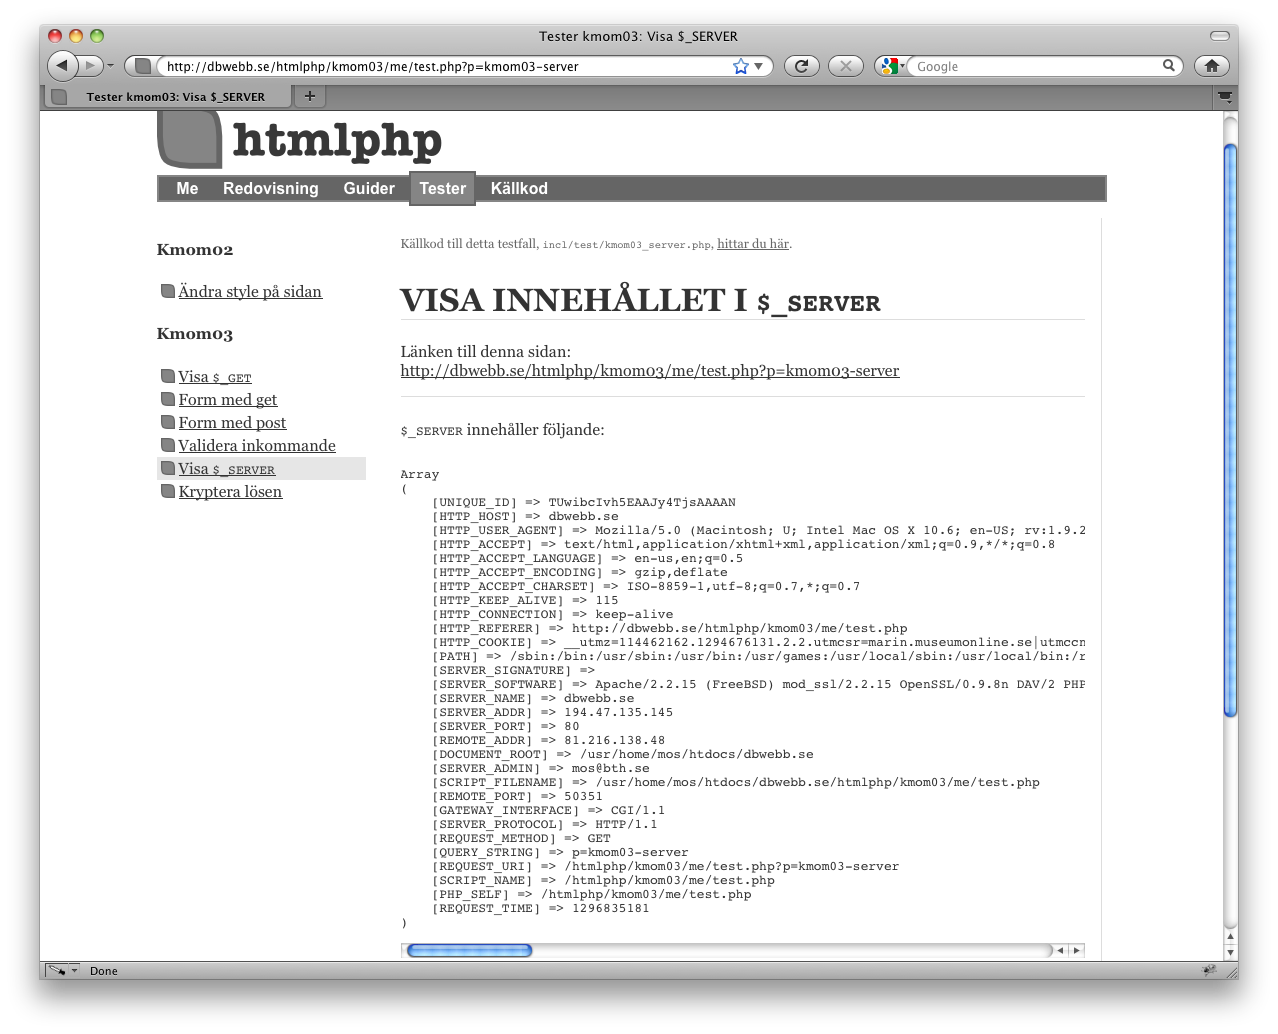 Tester kmom03: Visa $_SERVER
http://dbwebb.se/htmlphp/kmom03/me/test.php?p=kmom03-server
Google
Tester kmom03: Visa $_SERVER
+
htmlphp
Me Redovisning Guider Tester Källkod
Kmom02
Ändra style på sidan
Kmom03
Visa $_GET
Form med get
Form med post
Validera inkommande
Visa $_SERVER
Kryptera lösen
Källkod till detta testfall, incl/test/kmom03_server.php, hittar du här.
VISA INNEHÅLLET I $_SERVER
Länken till denna sidan:
http://dbwebb.se/htmlphp/kmom03/me/test.php?p=kmom03-server
$_SERVER innehåller följande:
Array
(
[UNIQUE_ID] => TUwibcIvh5EAAJy4TjsAAAAN
[HTTP_HOST] => dbwebb.se
[HTTP_USER_AGENT] => Mozilla/5.0 (Macintosh; U; Intel Mac OS X 10.6; en-US; rv:1.9.2
[HTTP_ACCEPT] => text/html,application/xhtml+xml,application/xml;q=0.9,*/*;q=0.8
[HTTP_ACCEPT_LANGUAGE] => en-us,en;q=0.5
[HTTP_ACCEPT_ENCODING] => gzip,deflate
[HTTP_ACCEPT_CHARSET] => ISO-8859-1,utf-8;q=0.7,*;q=0.7
[HTTP_KEEP_ALIVE] => 115
[HTTP_CONNECTION] => keep-alive
[HTTP_REFERER] => http://dbwebb.se/htmlphp/kmom03/me/test.php
[HTTP_COOKIE] => __utmz=114462162.1294676131.2.2.utmcsr=marin.museumonline.se|utmccn
[PATH] => /sbin:/bin:/usr/sbin:/usr/bin:/usr/games:/usr/local/sbin:/usr/local/bin:/r
[SERVER_SIGNATURE] =>
[SERVER_SOFTWARE] => Apache/2.2.15 (FreeBSD) mod_ssl/2.2.15 OpenSSL/0.9.8n DAV/2 PHP
[SERVER_NAME] => dbwebb.se
[SERVER_ADDR] => 194.47.135.145
[SERVER_PORT] => 80
[REMOTE_ADDR] => 81.216.138.48
[DOCUMENT_ROOT] => /usr/home/mos/htdocs/dbwebb.se
[SERVER_ADMIN] => mos@bth.se
[SCRIPT_FILENAME] => /usr/home/mos/htdocs/dbwebb.se/htmlphp/kmom03/me/test.php
[REMOTE_PORT] => 50351
[GATEWAY_INTERFACE] => CGI/1.1
[SERVER_PROTOCOL] => HTTP/1.1
[REQUEST_METHOD] => GET
[QUERY_STRING] => p=kmom03-server
[REQUEST_URI] => /htmlphp/kmom03/me/test.php?p=kmom03-server
[SCRIPT_NAME] => /htmlphp/kmom03/me/test.php
[PHP_SELF] => /htmlphp/kmom03/me/test.php
[REQUEST_TIME] => 1296835181
)
Done